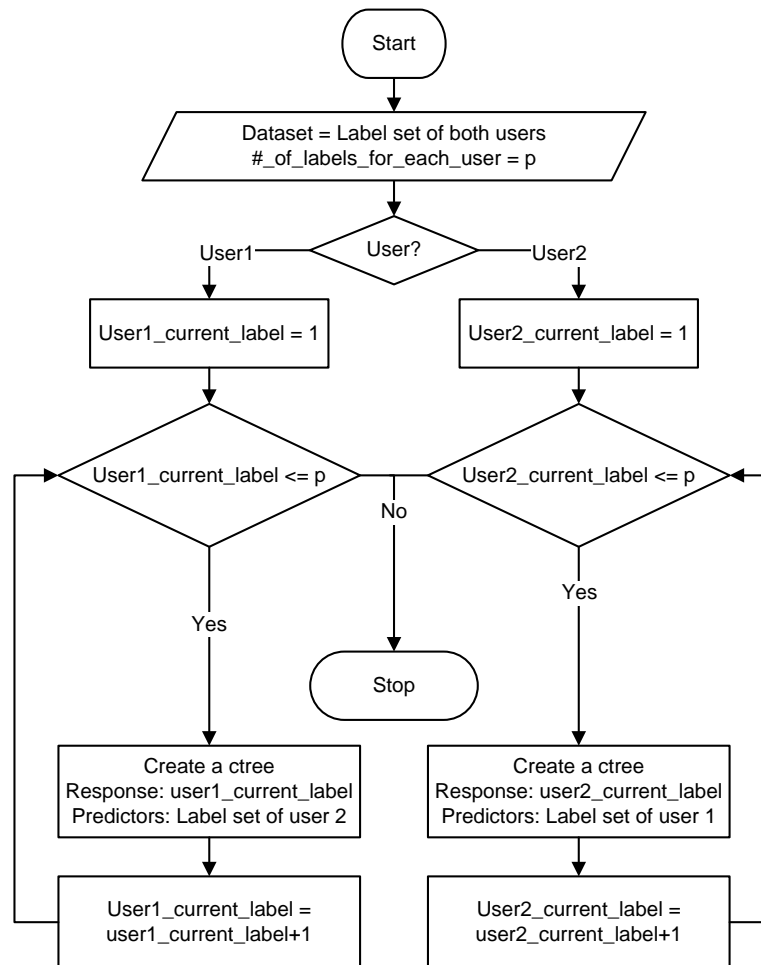 Start
Dataset = Label set of both users
#_of_labels_for_each_user = p
User?
User1
User2
User1_current_label = 1
User2_current_label = 1
User1_current_label <= p
User2_current_label <= p
No
Yes
Yes
Stop
Create a ctree
Response: user1_current_label
Predictors: Label set of user 2
Create a ctree
Response: user2_current_label
Predictors: Label set of user 1
User1_current_label =
user1_current_label+1
User2_current_label =
user2_current_label+1